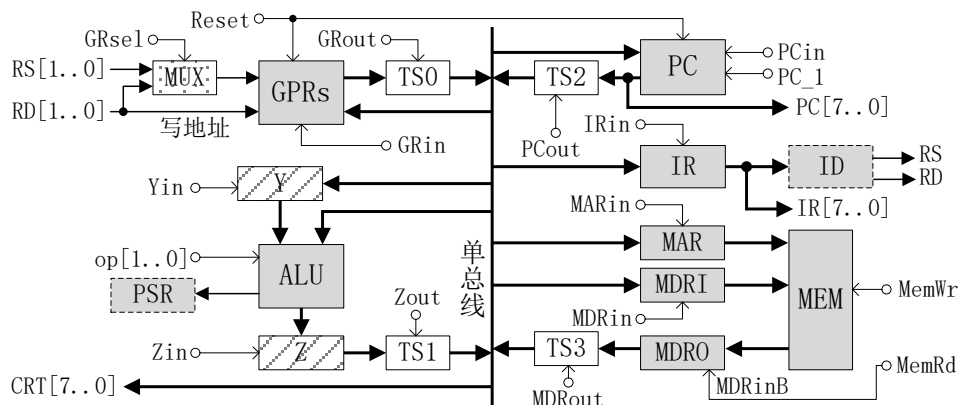 Reset
GRsel
GRout
PCin
RS[1..0]
MUX
GPRs
TS0
TS2
PC
PC_1
RD[1..0]
写地址
PC[7..0]
GRin
PCout
IRin
IR
ID
RS
RD
Yin
Y
IR[7..0]
MARin
单总线
MAR
op[1..0]
ALU
PSR
MDRI
MEM
MemWr
Zout
MDRin
Zin
Z
TS1
TS3
MDRO
MemRd
CRT[7..0]
MDRout
MDRinB